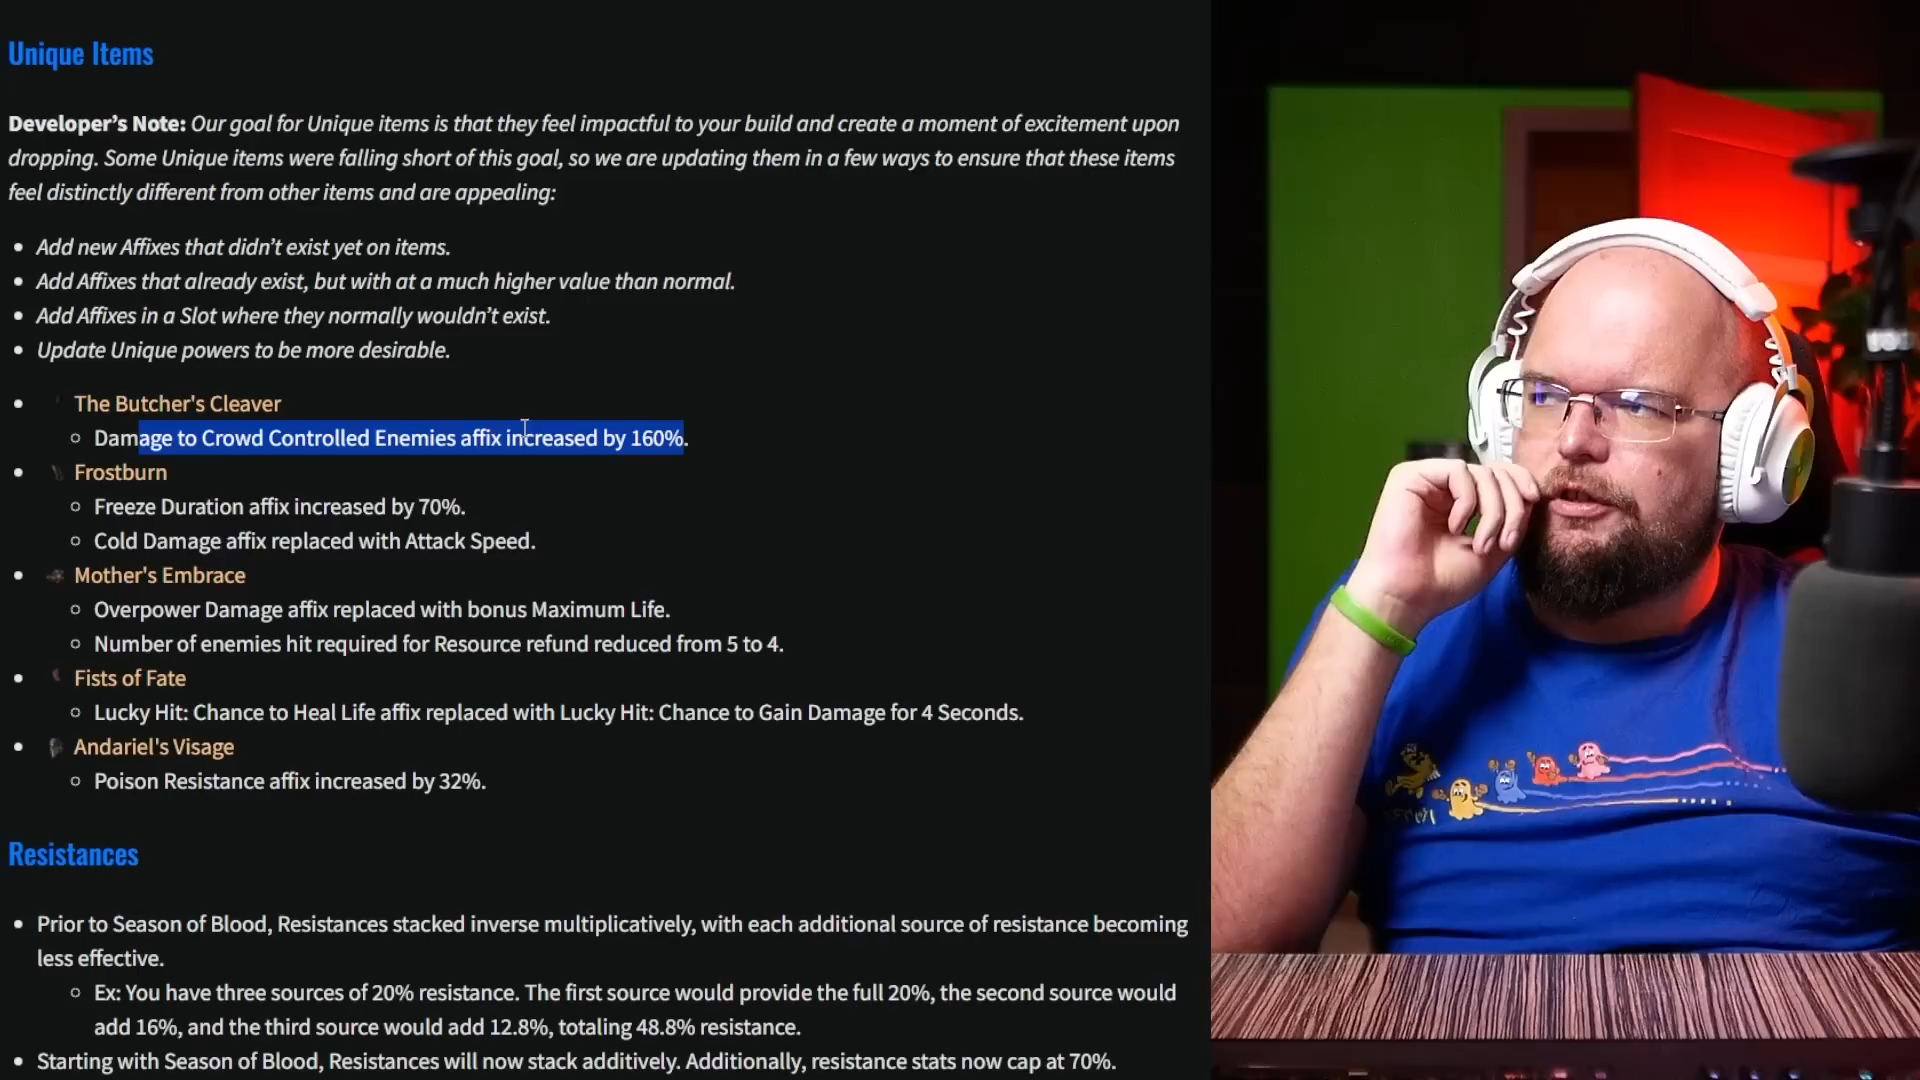 Unique Items
Developer’s Note: Our goal for Unique items is that they feel impactful to your build and create a moment of excitement upon
dropping. Some Unique items were falling short of this goal, so we are updating them in a few ways to ensure that these items
feel distinctly different from other items and are appealing:
• Add new Affixes that didn’t exist yet on items.
• Add Affixes that already exist, but with at a much higher value than normal.
• Add Affixes in a Slot where they normally wouldn’t exist.
• Update Unique powers to be more desirable.
• The Butcher's Cleaver
○ Damage to Crowd Controlled Enemies affix increased by 160%.
• Frostburn
○ Freeze Duration affix increased by 70%.
○ Cold Damage affix replaced with Attack Speed.
• Mother's Embrace
○ Overpower Damage affix replaced with bonus Maximum Life.
○ Number of enemies hit required for Resource refund reduced from 5 to 4.
• Fists of Fate
○ Lucky Hit: Chance to Heal Life affix replaced with Lucky Hit: Chance to Gain Damage for 4 Seconds.
• Andariel's Visage
○ Poison Resistance affix increased by 32%.
Resistances
• Prior to Season of Blood, Resistances stacked inverse multiplicatively, with each additional source of resistance becoming
less effective.
○ Ex: You have three sources of 20% resistance. The first source would provide the full 20%, the second source would
add 16%, and the third source would add 12.8%, totaling 48.8% resistance.
• Starting with Season of Blood, Resistances will now stack additively. Additionally, resistance stats now cap at 70%.